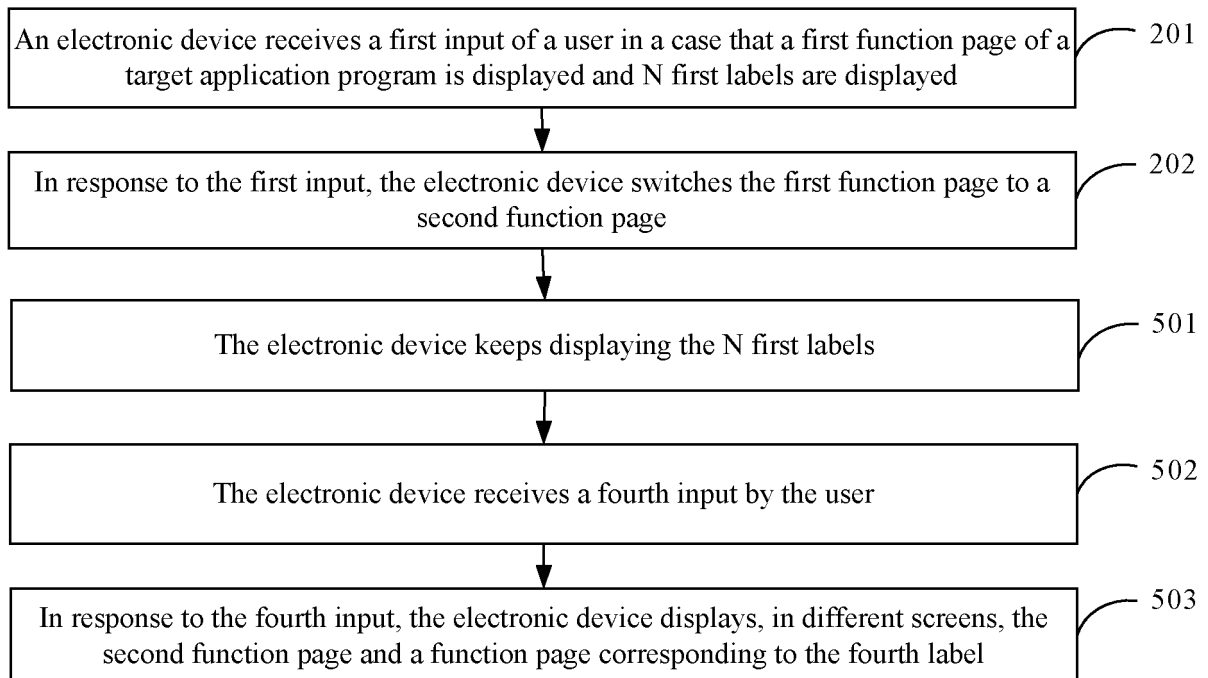 An electronic device receives a first input of a user in a case that a first function page of a
target application program is displayed and N first labels are displayed
201
In response to the first input, the electronic device switches the first function page to a
second function page
202
The electronic device keeps displaying the N first labels
501
The electronic device receives a fourth input by the user
502
In response to the fourth input, the electronic device displays, in different screens, the
second function page and a function page corresponding to the fourth label
503